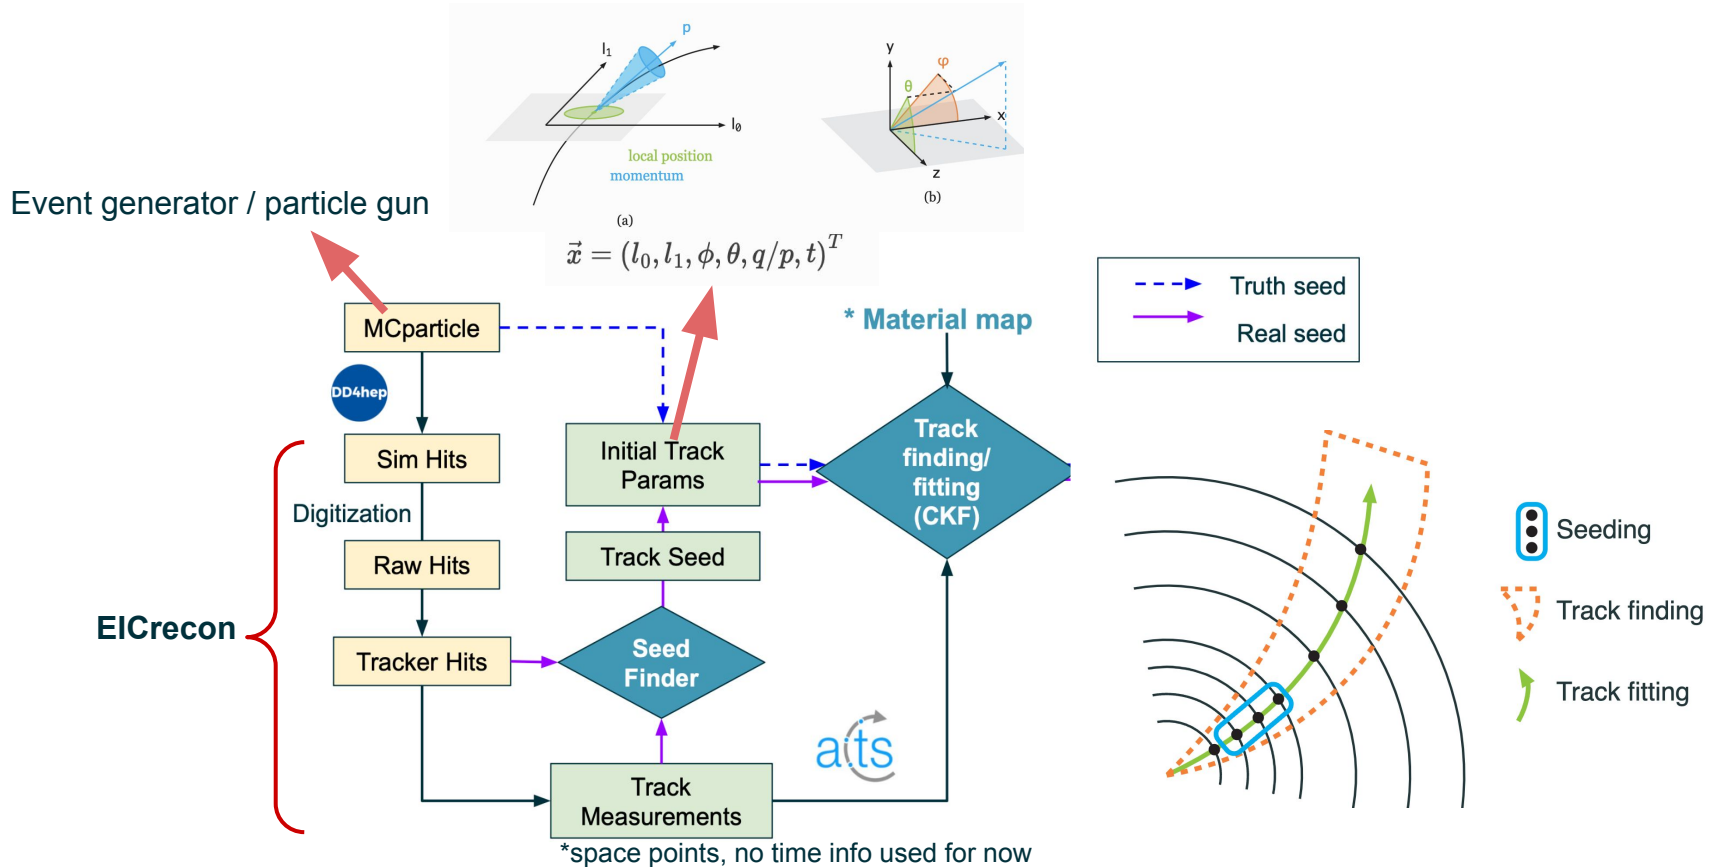 p
l₁
l₀
local position
momentum
(a)
y
φ
θ
x
z
(b)
Event generator / particle gun
x⃗ = (l₀, l₁, ϕ, θ, q/p, t)ᵀ
Truth seed
Real seed
MCparticle
* Material map
DD4hep
Sim Hits
Initial Track
Params
Track
finding/
fitting
(CKF)
Digitization
Raw Hits
Track Seed
EICrecon
Tracker Hits
Seed
Finder
acts
Track
Measurements
*space points, no time info used for now
Seeding
Track finding
Track fitting